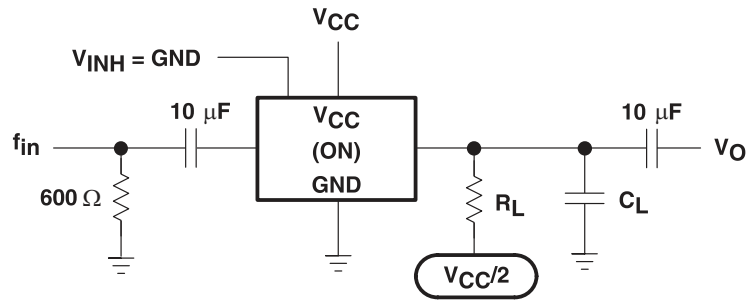 VCC
VINH = GND
10 μF
VCC
10 μF
fin
(ON)
VO
GND
600 Ω
RL
CL
VCC/2